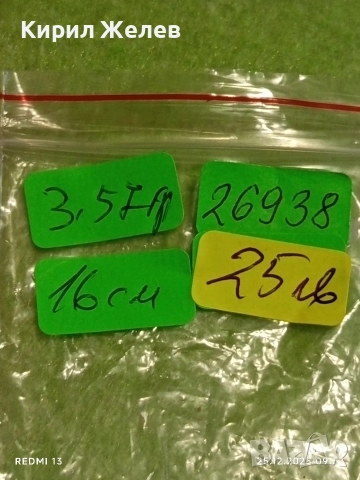 Кирил Желев
3.57гр
26938
16см
25лв
REDMI 13